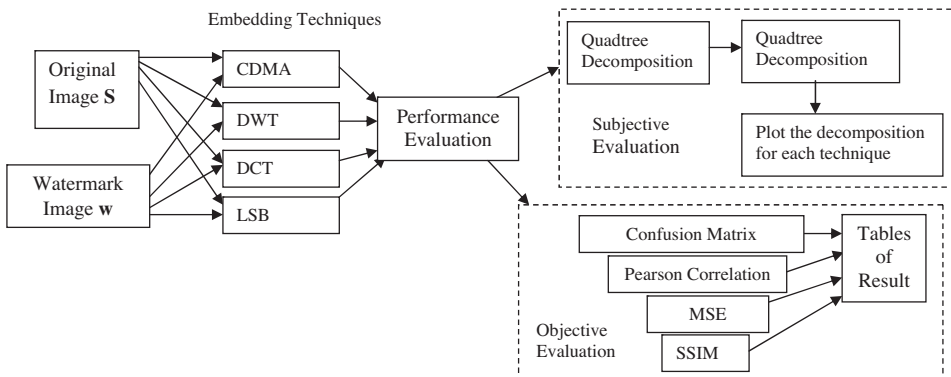 Embedding Techniques
Original
Image S
Watermark
Image w
CDMA
DWT
DCT
LSB
Performance
Evaluation
Quadtree
Decomposition
Quadtree
Decomposition
Subjective
Evaluation
Plot the decomposition
for each technique
Confusion Matrix
Pearson Correlation
MSE
SSIM
Objective
Evaluation
Tables
of
Result